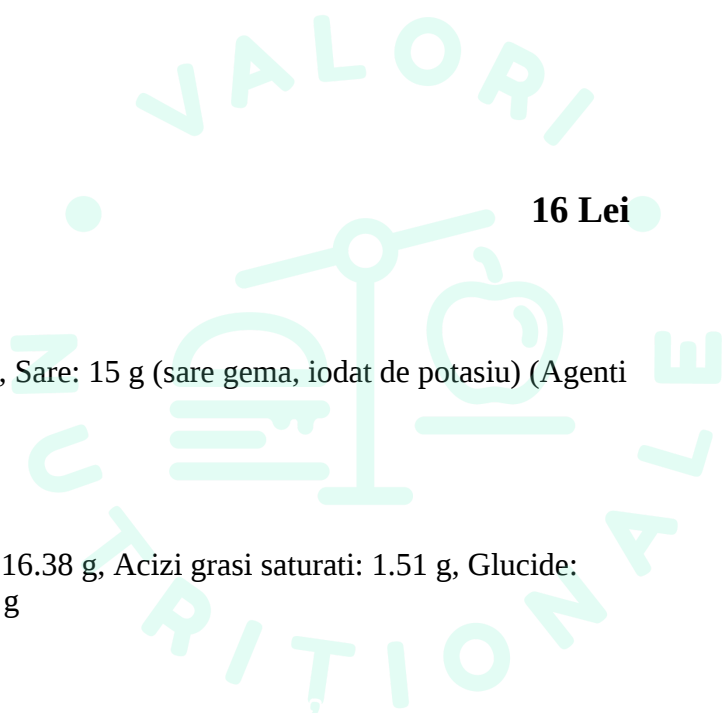 VALORI
16 Lei
, Sare: 15 g (sare gema, iodat de potasiu) (Agenti
16.38 g, Acizi grasi saturati: 1.51 g, Glucide:
g
NUTRIȚIONALE